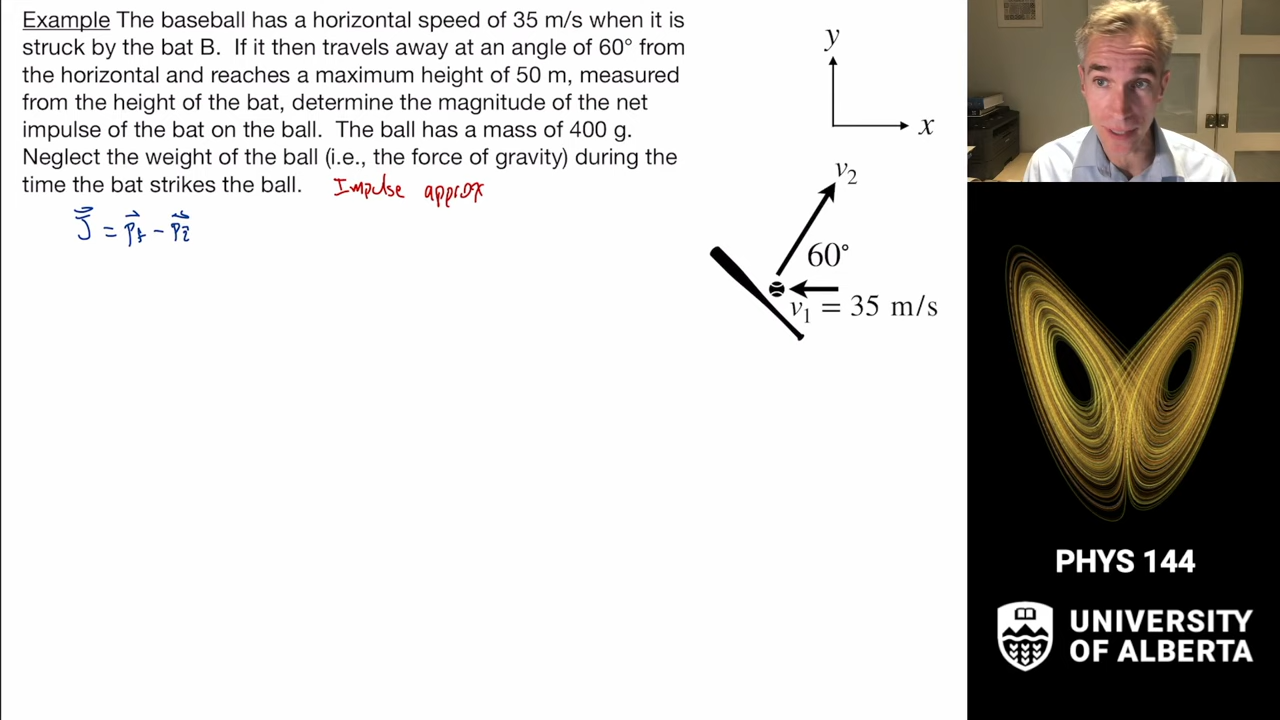 Example The baseball has a horizontal speed of 35 m/s when it is
struck by the bat B. If it then travels away at an angle of 60° from
the horizontal and reaches a maximum height of 50 m, measured
from the height of the bat, determine the magnitude of the net
impulse of the bat on the ball. The ball has a mass of 400 g.
Neglect the weight of the ball (i.e., the force of gravity) during the
time the bat strikes the ball. Impulse approx
J⃗ = p⃗f − p⃗i
y
x
v₂
60°
v₁ = 35 m/s
PHYS 144
UNIVERSITY
OF ALBERTA